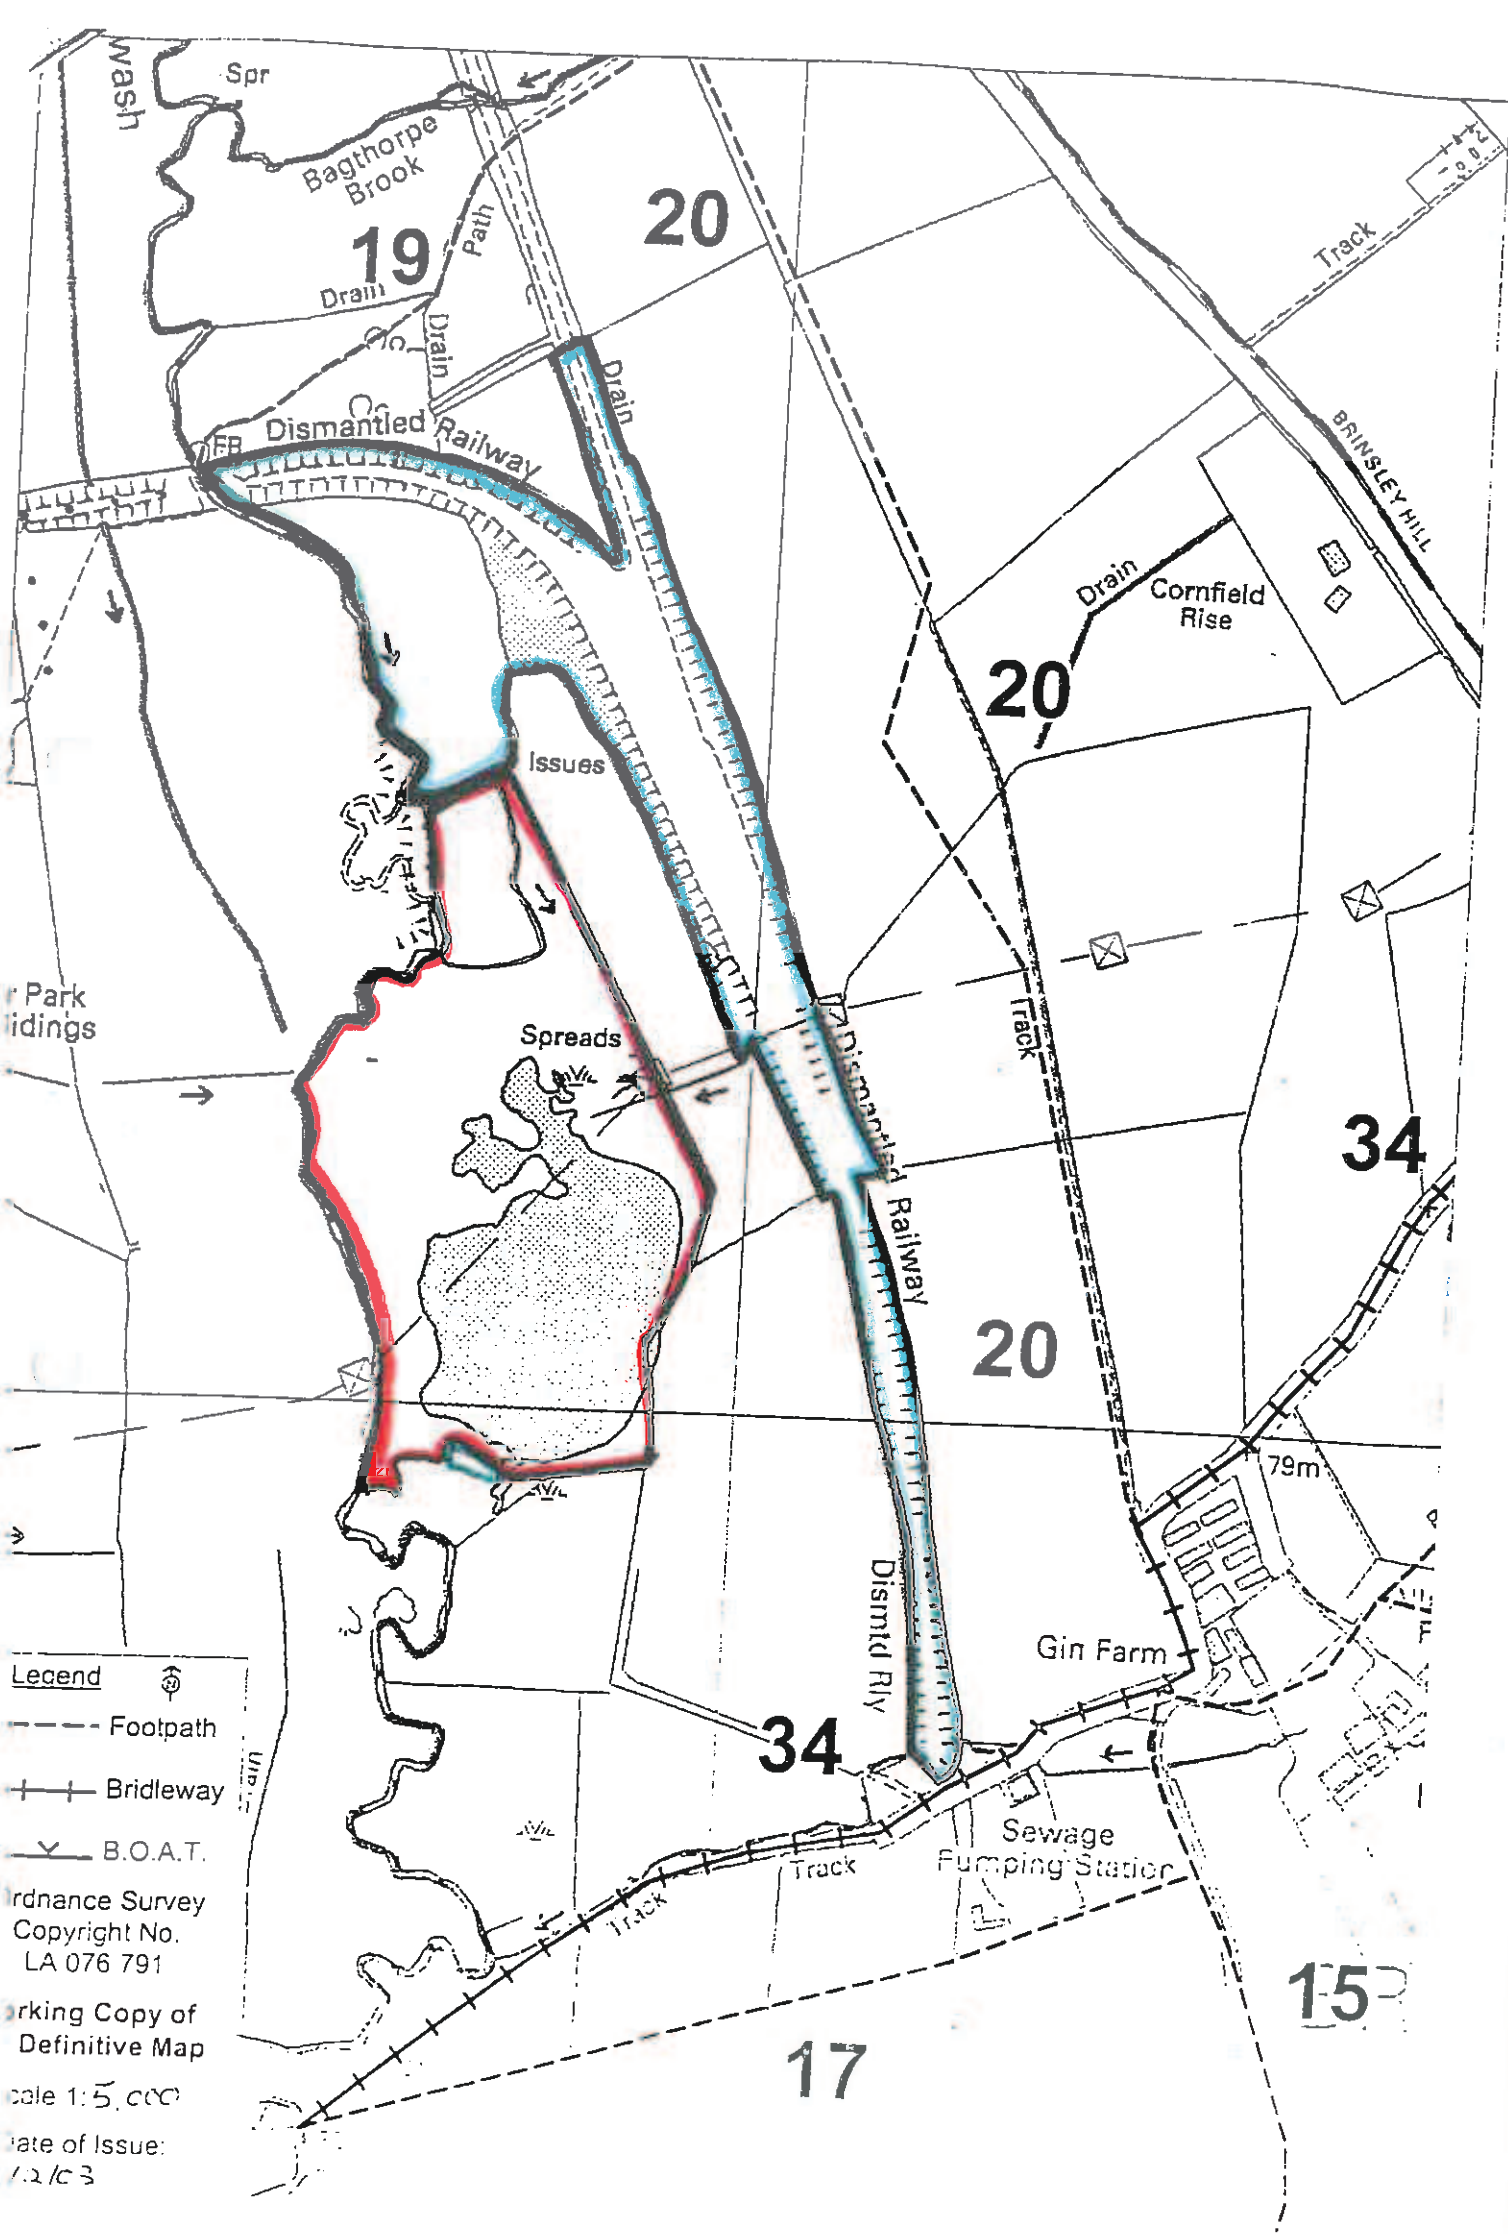 wash
Spr
Bagthorpe
Brook
Path
20
19
Drain
Drain
Track
Drain
FB
Dismantled Railway
BRINSLEY HILL
Drain
Cornfield
Rise
20
Issues
Park
idings
Track
Spreads
Dismantled Railway
34
20
79m
Dismtd Rly
Gin Farm
Legend
Footpath
34
Bridleway
Sewage
Pumping Station
B.O.A.T.
Track
Track
rdnance Survey
Copyright No.
LA 076 791
15
rking Copy of
Definitive Map
17
cale 1:5,000
ate of Issue:
12/03